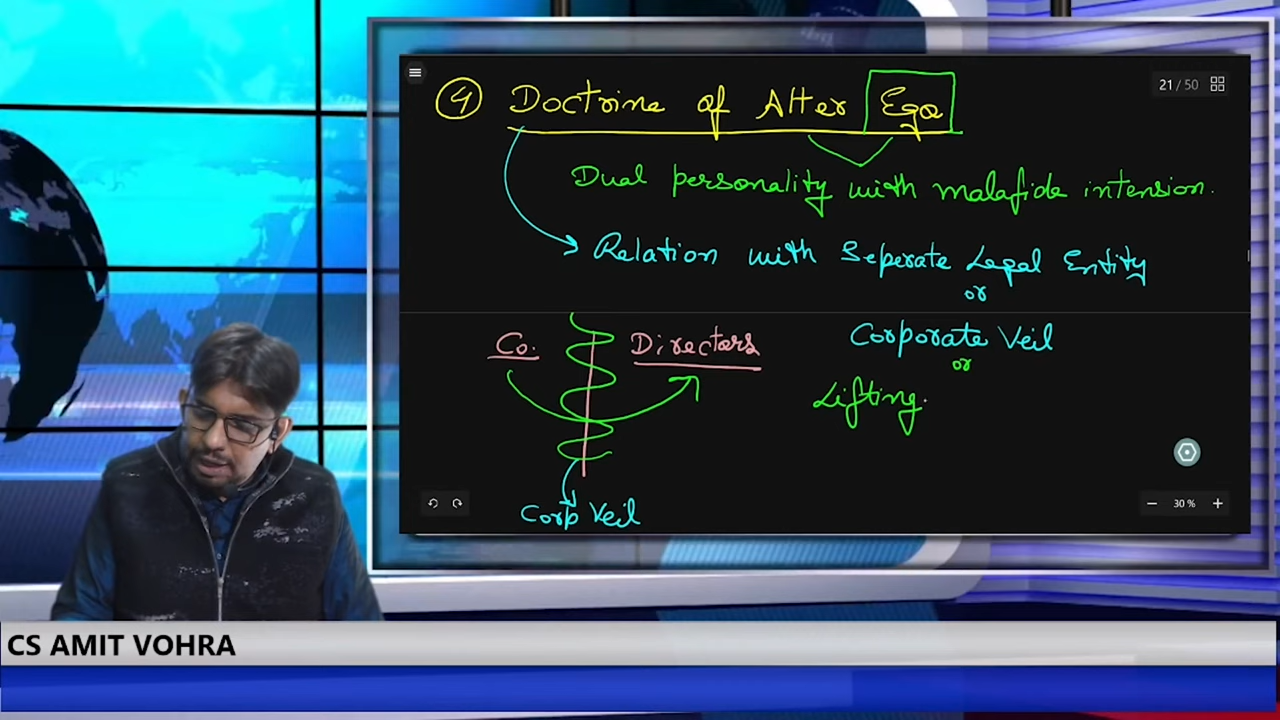 4 Doctrine of Alter Ego
21 / 50
Dual personality with malafide intension.
Relation with Seperate Legal Entity
or
Co. Directors
Corporate Veil
or
Lifting.
Corp Veil
30 %
CS AMIT VOHRA